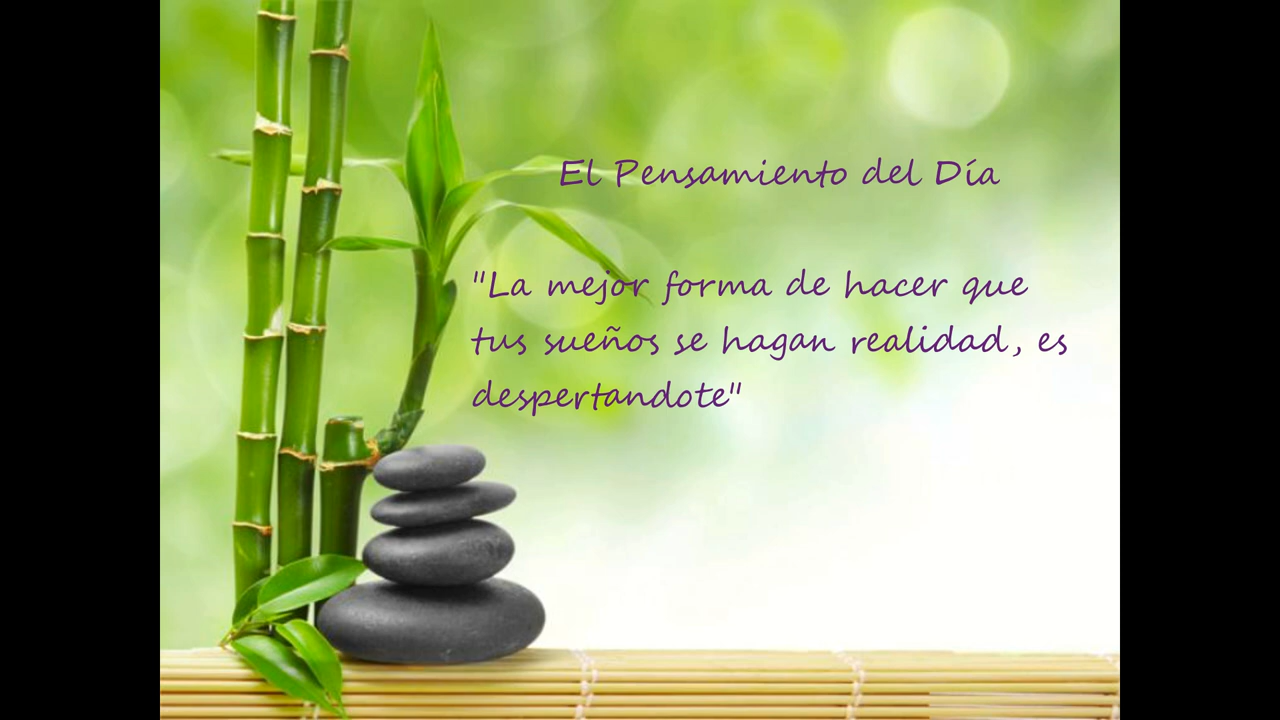 El Pensamiento del Día
"La mejor forma de hacer que
tus sueños se hagan realidad, es
despertandote"